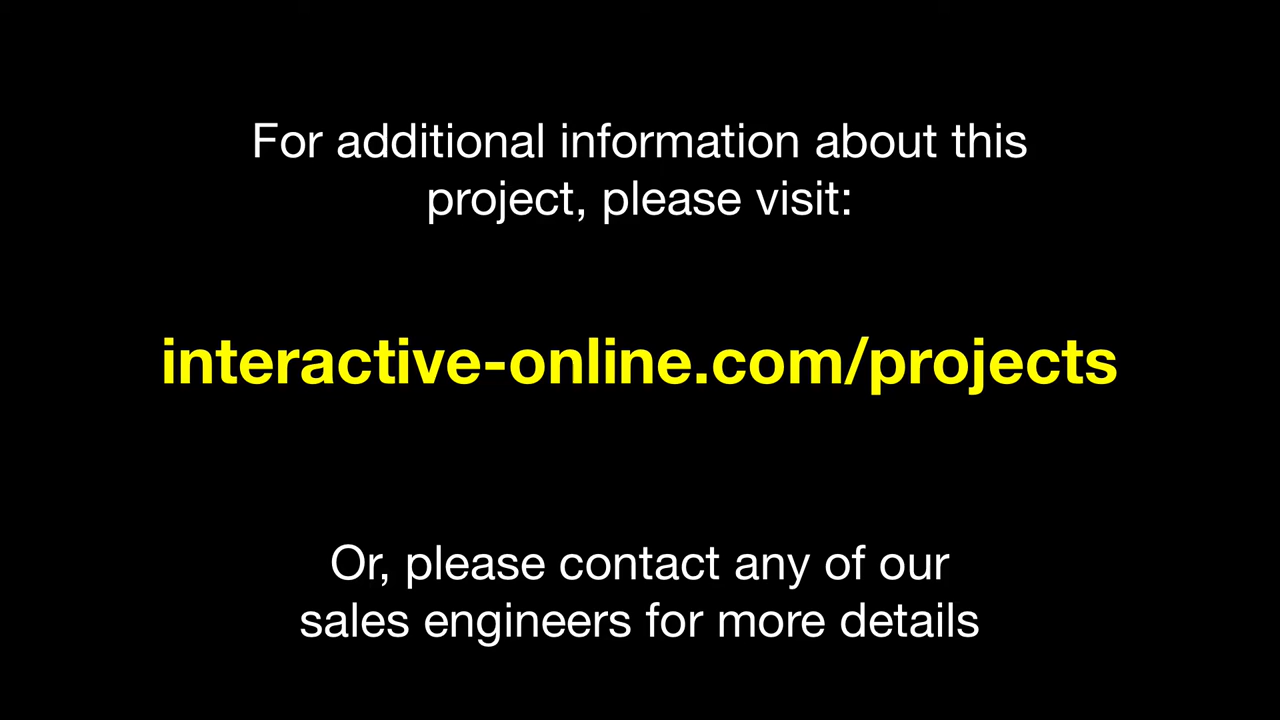 For additional information about this
project, please visit:
interactive-online.com/projects
Or, please contact any of our
sales engineers for more details